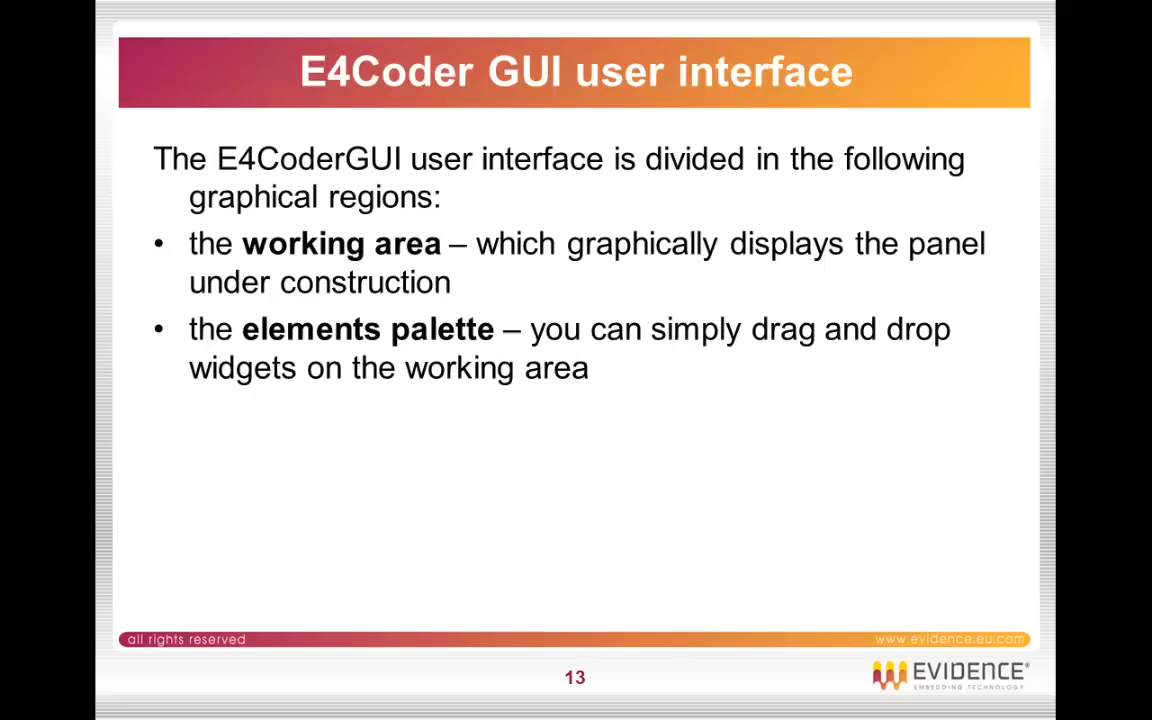 E4Coder GUI user interface
The E4CoderGUI user interface is divided in the following
graphical regions:
• the working area – which graphically displays the panel
under construction
• the elements palette – you can simply drag and drop
widgets on the working area
all rights reserved
www.evidence.eu.com
13
EVIDENCE®
EMBEDDING TECHNOLOGY